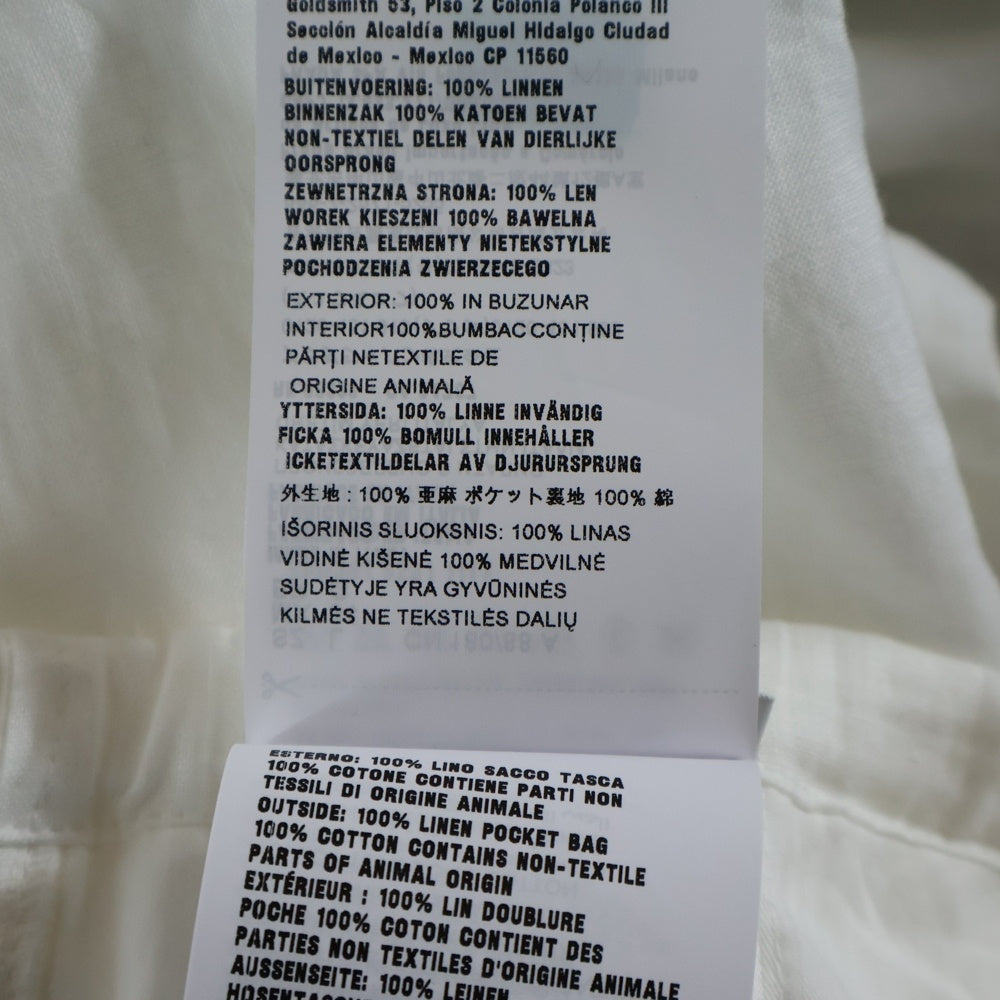 Goldsmith 53, Piso 2 Colonia Polanco III
Sección Alcaldía Miguel Hidalgo Ciudad
de Mexico - Mexico CP 11560
BUITENVOERING: 100% LINNEN
BINNENZAK 100% KATOEN BEVAT
NON-TEXTIEL DELEN VAN DIERLIJKE
OORSPRONG
ZEWNETRZNA STRONA: 100% LEN
WOREK KIESZENI 100% BAWELNA
ZAWIERA ELEMENTY NIETEKSTYLNE
POCHODZENIA ZWIERZECEGO
EXTERIOR: 100% IN BUZUNAR
INTERIOR100%BUMBAC CONȚINE
PĂRȚI NETEXTILE DE
ORIGINE ANIMALĂ
YTTERSIDA: 100% LINNE INVÄNDIG
FICKA 100% BOMULL INNEHÅLLER
ICKETEXTILDELAR AV DJURURSPRUNG
外生地 : 100% 亜麻 ポケット裏地 100% 綿
IŠORINIS SLUOKSNIS: 100% LINAS
VIDINĖ KIŠENĖ 100% MEDVILNĖ
SUDĖTYJE YRA GYVŪNINĖS
KILMĖS NE TEKSTILĖS DALIŲ
ESTERNO: 100% LINO SACCO TASCA
100% COTONE CONTIENE PARTI NON
TESSILI DI ORIGINE ANIMALE
OUTSIDE: 100% LINEN POCKET BAG
100% COTTON CONTAINS NON-TEXTILE
PARTS OF ANIMAL ORIGIN
EXTÉRIEUR : 100% LIN DOUBLURE
POCHE 100% COTON CONTIENT DES
PARTIES NON TEXTILES D'ORIGINE ANIMALE
AUSSENSEITE: 100% LEINEN